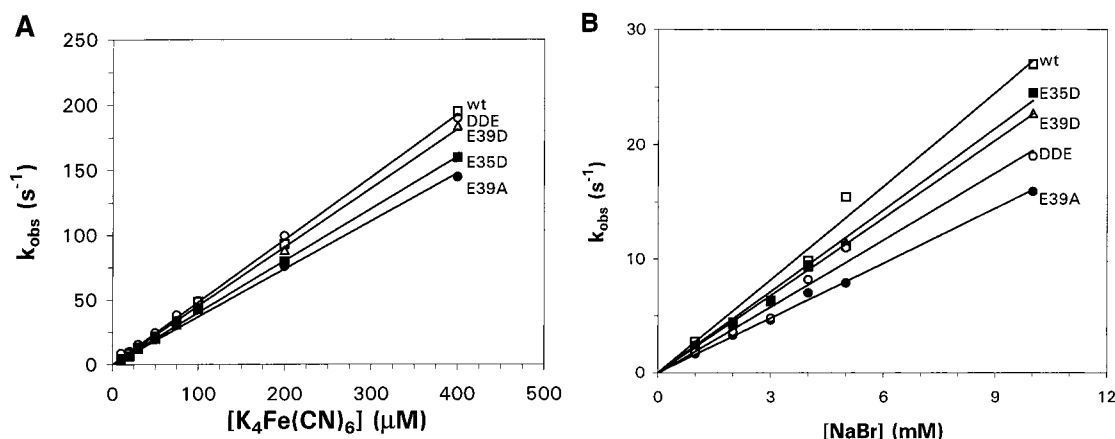 A
250
200
150
100
50
0
k_obs (s⁻¹)
wt
DDE
E39D
E35D
E39A
0 100 200 300 400 500
[K₄Fe(CN)₆] (µM)
B
30
20
10
0
k_obs (s⁻¹)
wt
E35D
E39D
DDE
E39A
0 3 6 9 12
[NaBr] (mM)